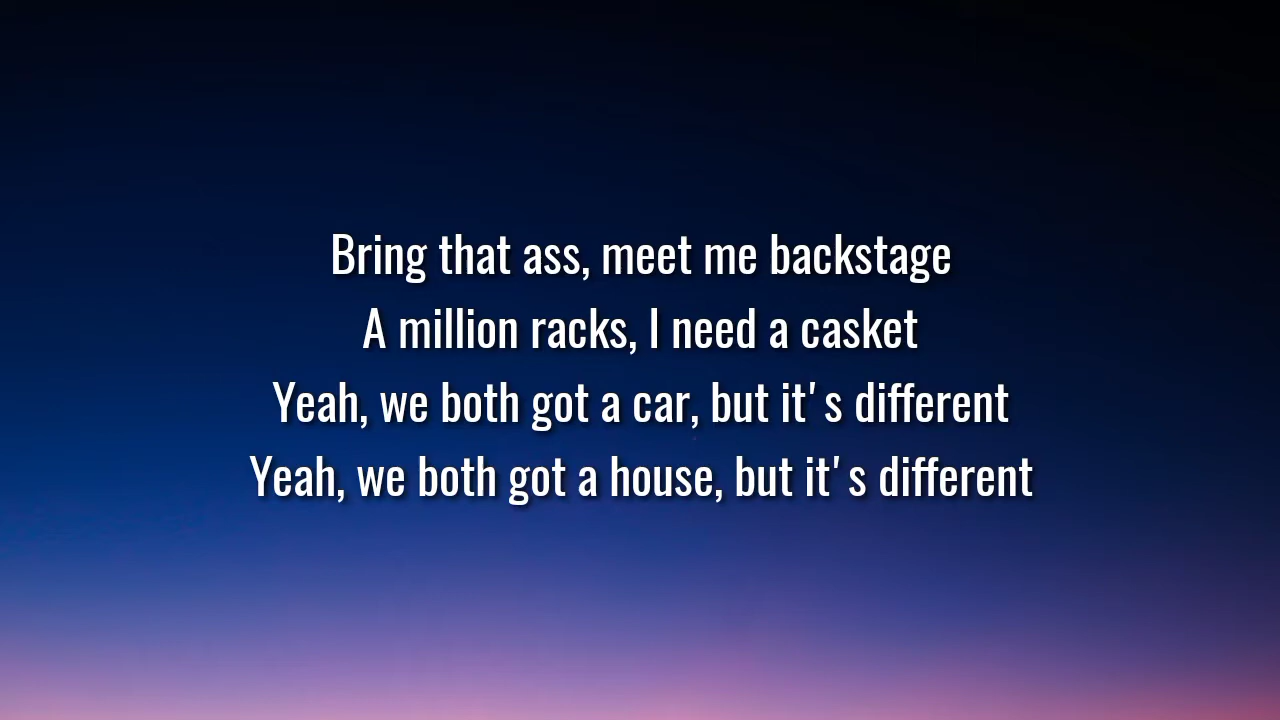 Bring that ass, meet me backstage
A million racks, I need a casket
Yeah, we both got a car, but it's different
Yeah, we both got a house, but it's different